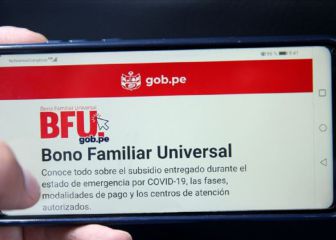 gob.pe
Bono Familiar Universal
BFU.
gob.pe
Bono Familiar Universal
Conoce todo sobre el subsidio entregado durante el
estado de emergencia por COVID-19, las fases,
modalidades de pago y los centros de atención
autorizados.